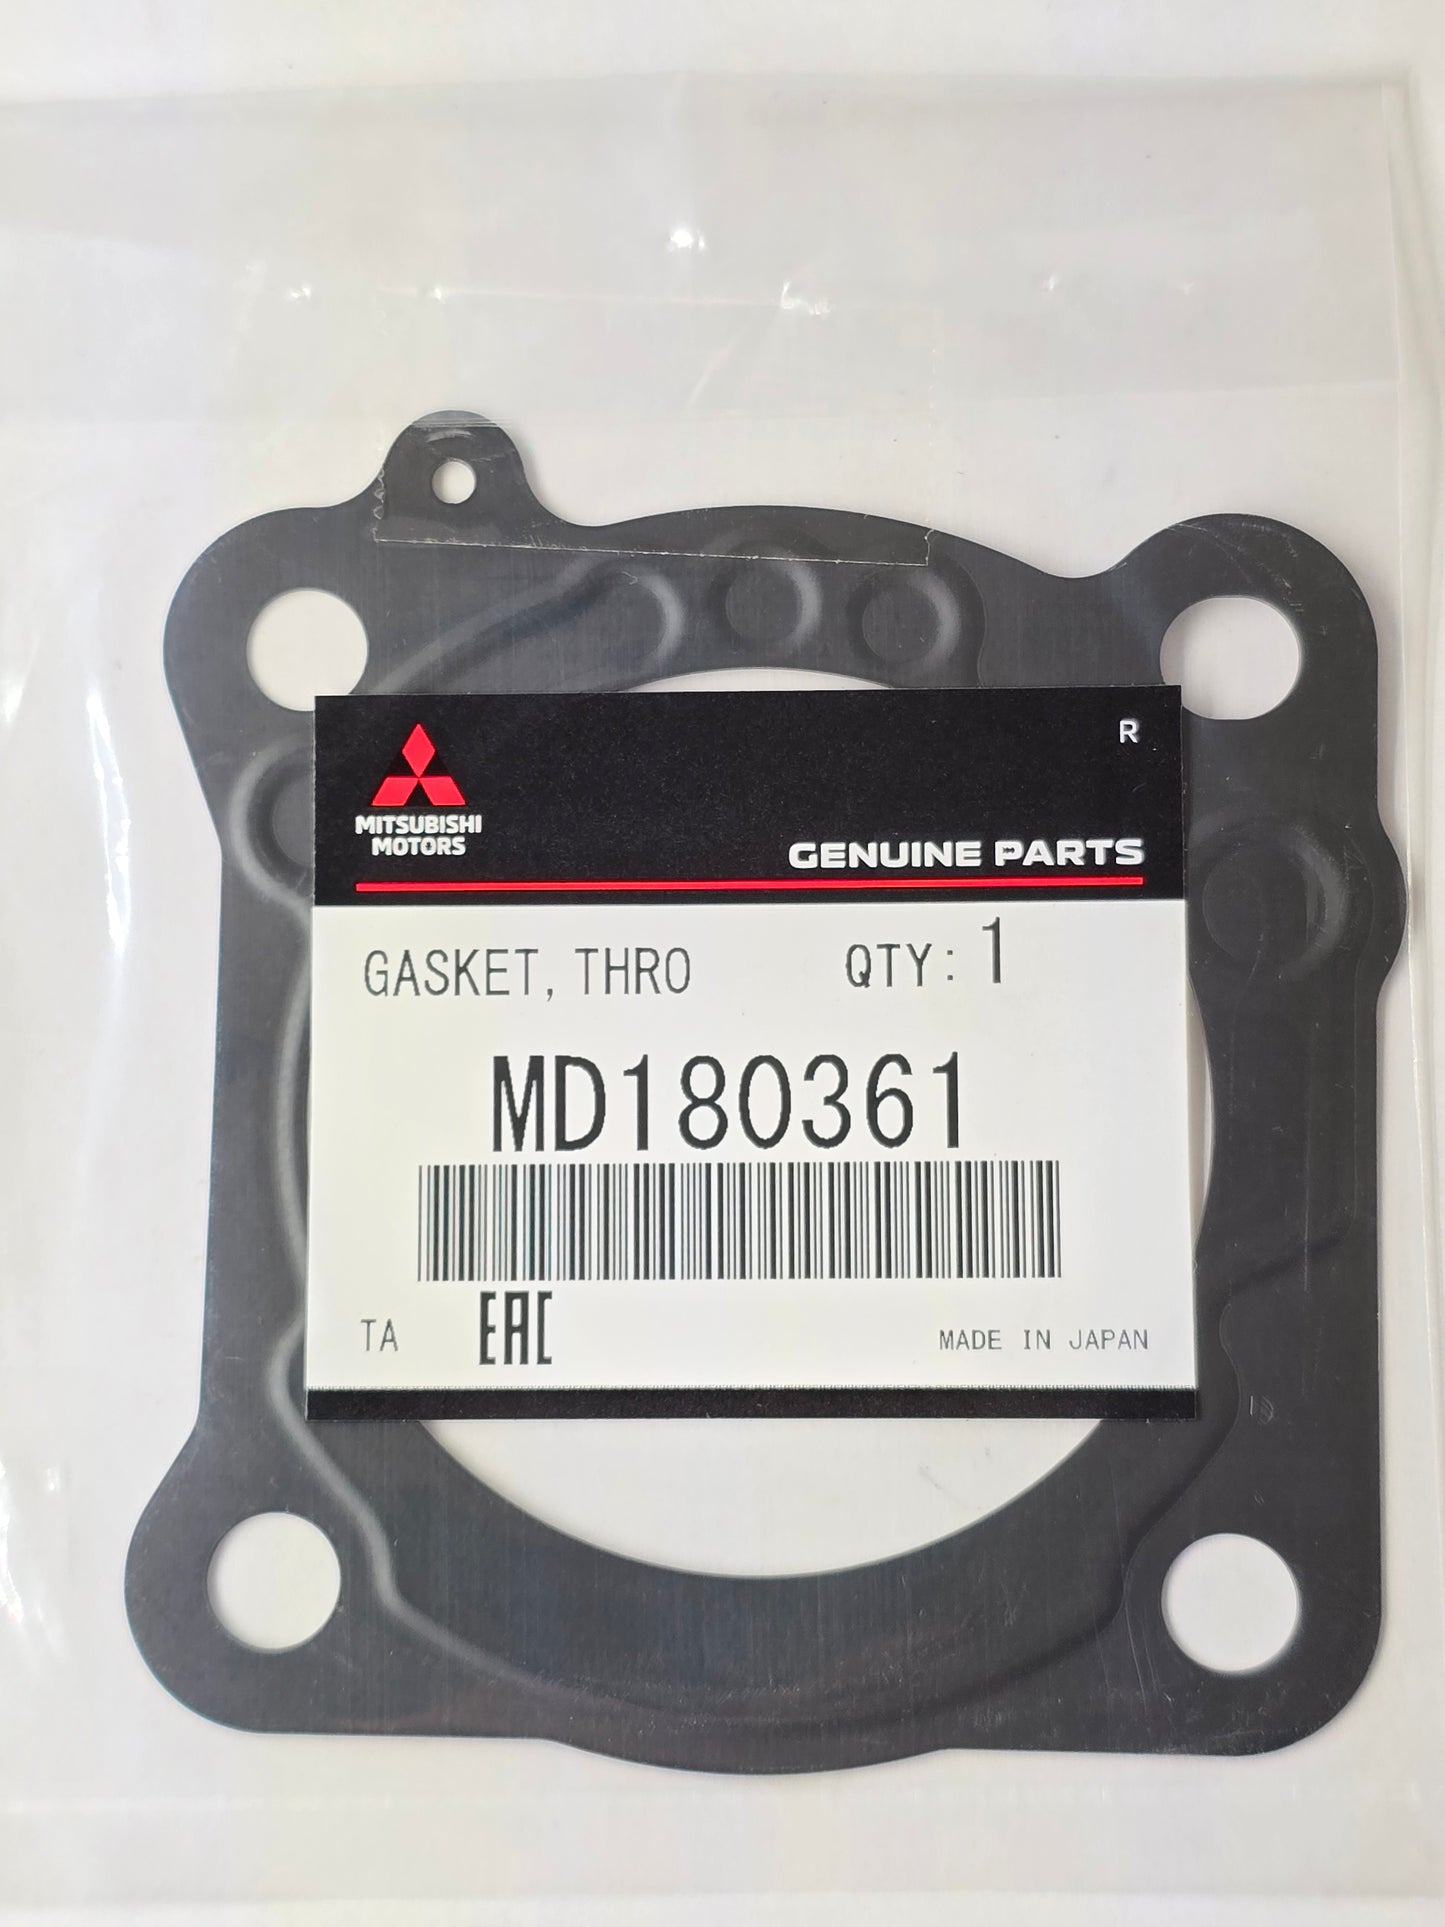 R
MITSUBISHI
MOTORS
GENUINE PARTS
GASKET, THRO QTY: 1
MD180361
TA EAC MADE IN JAPAN